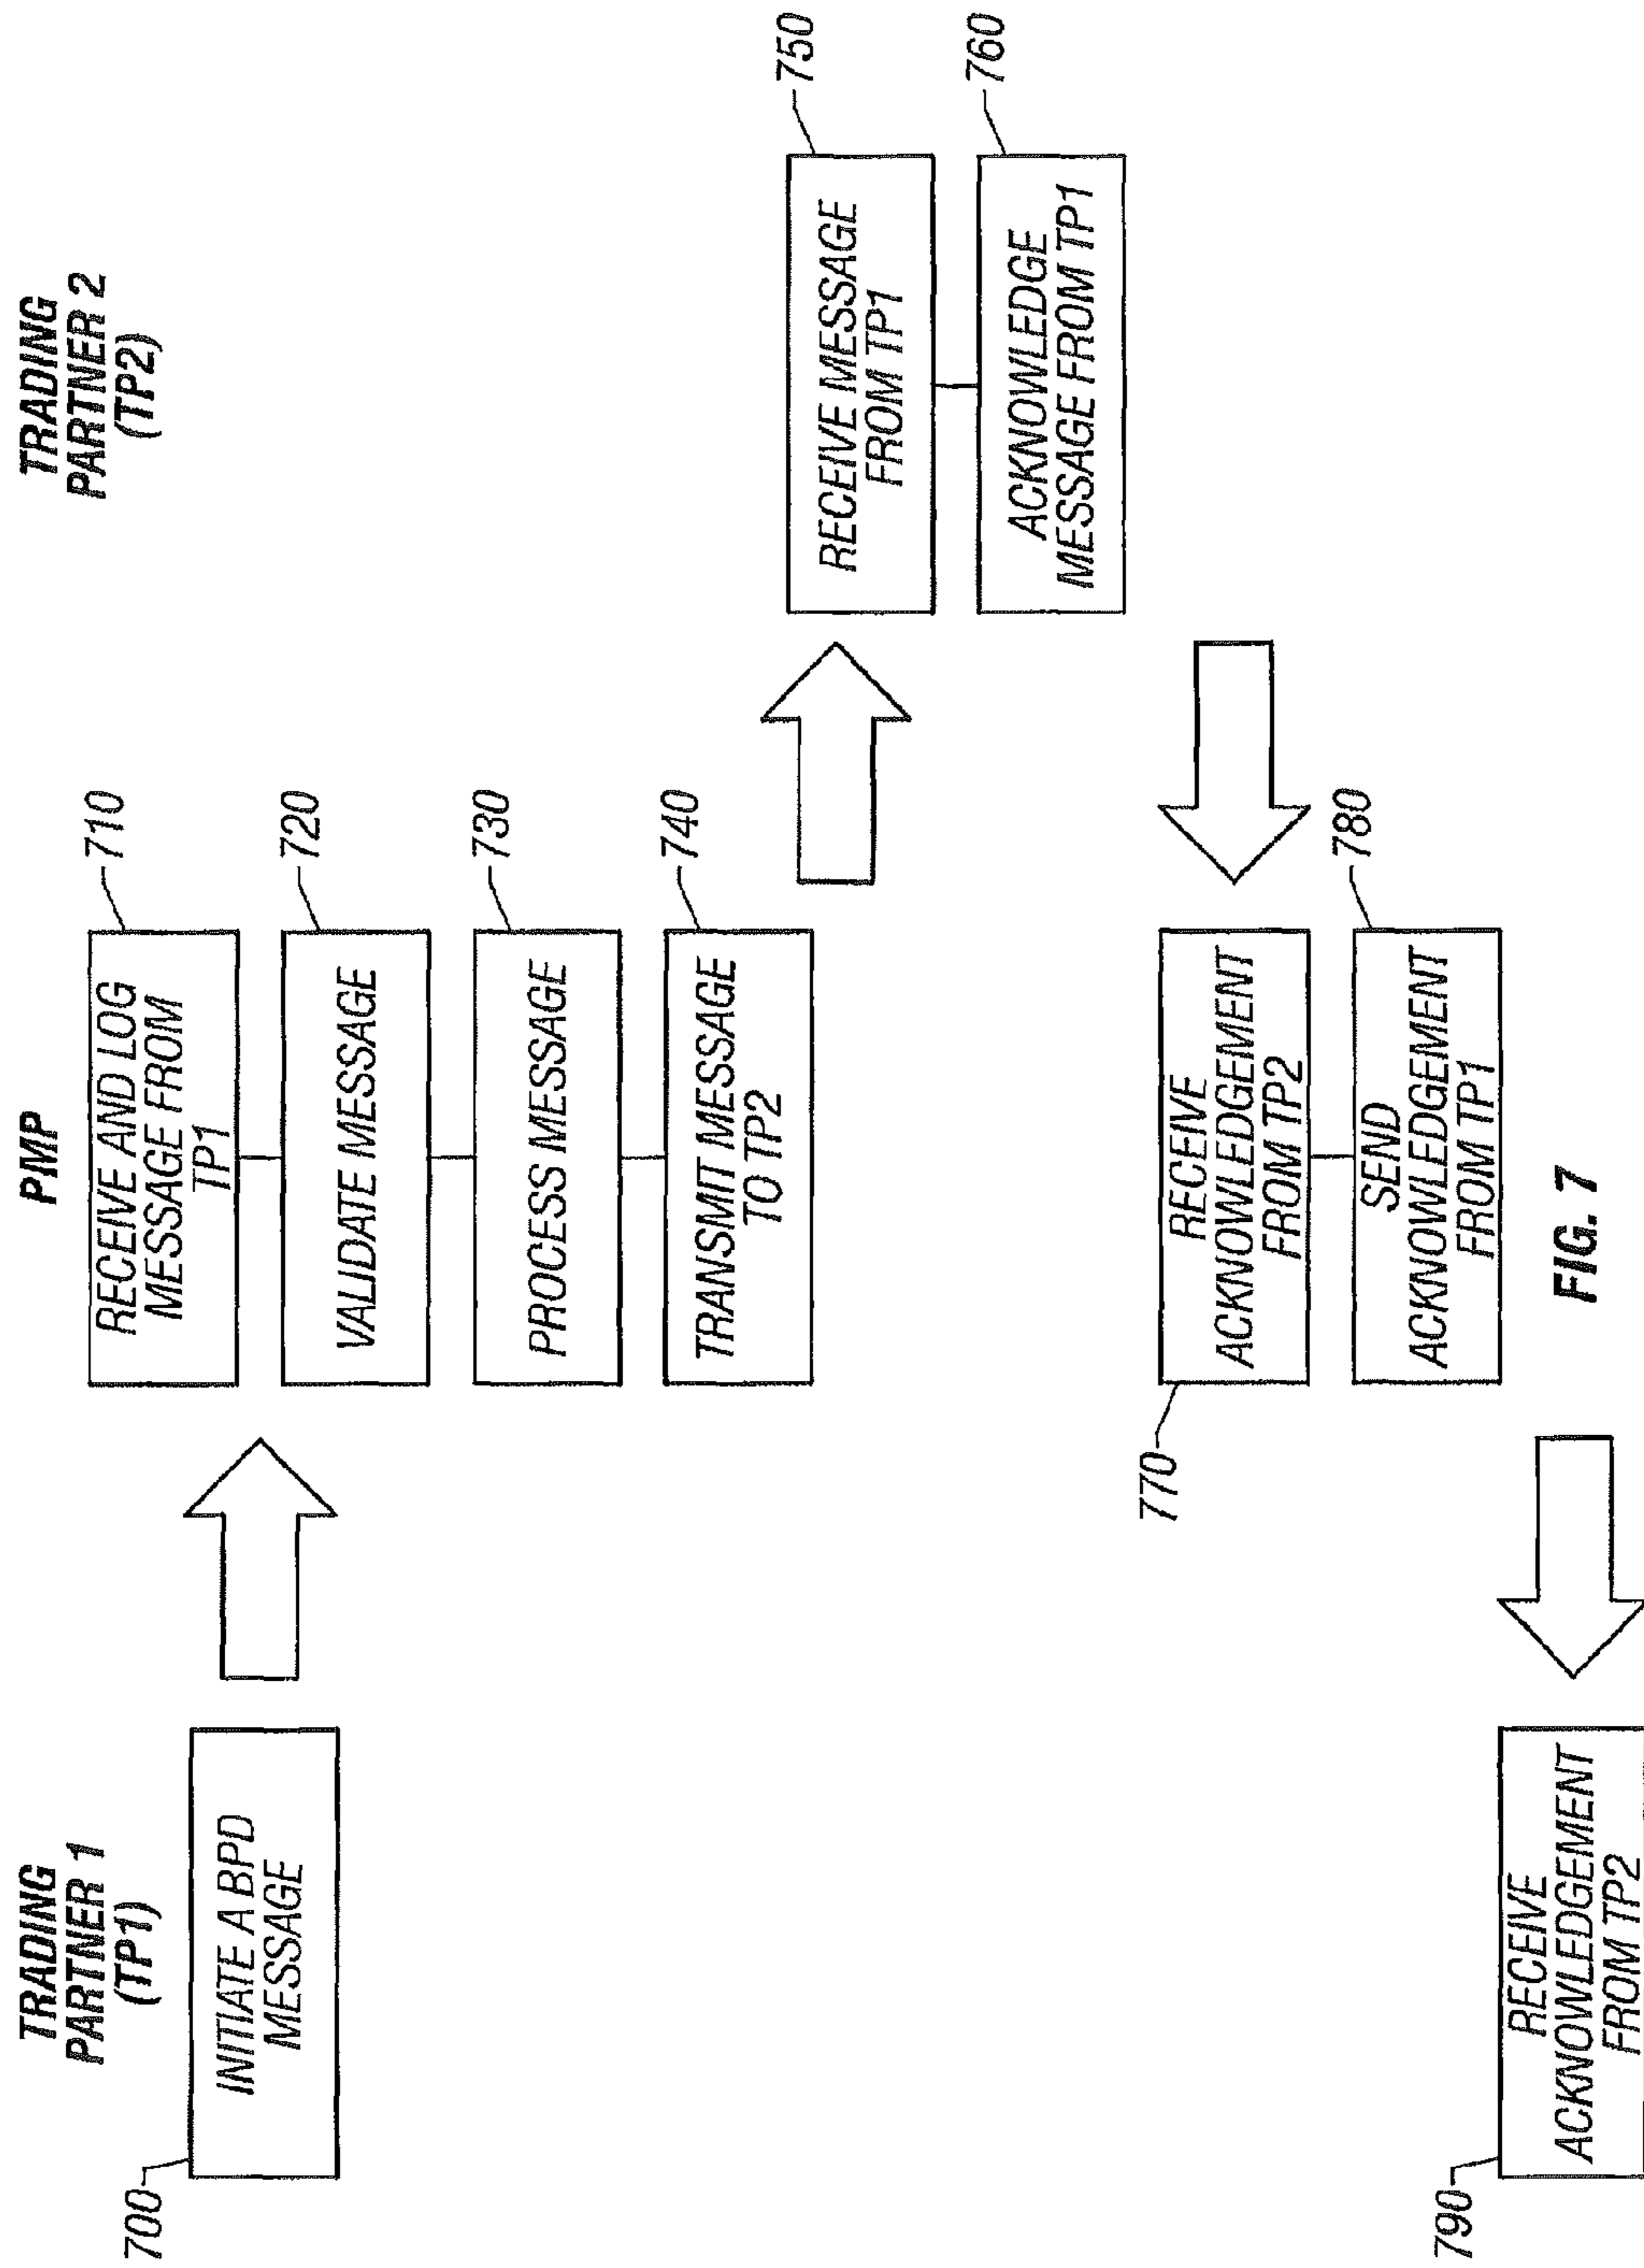 TRADING
PARTNER 1
(TP1)
PMP
TRADING
PARTNER 2
(TP2)
700
INITIATE A BPD
MESSAGE
RECEIVE AND LOG
MESSAGE FROM
TP1
710
VALIDATE MESSAGE
720
PROCESS MESSAGE
730
TRANSMIT MESSAGE
TO TP2
740
RECEIVE MESSAGE
FROM TP1
750
ACKNOWLEDGE
MESSAGE FROM TP1
760
770
RECEIVE
ACKNOWLEDGEMENT
FROM TP2
SEND
ACKNOWLEDGEMENT
FROM TP1
780
790
RECEIVE
ACKNOWLEDGEMENT
FROM TP2
FIG. 7